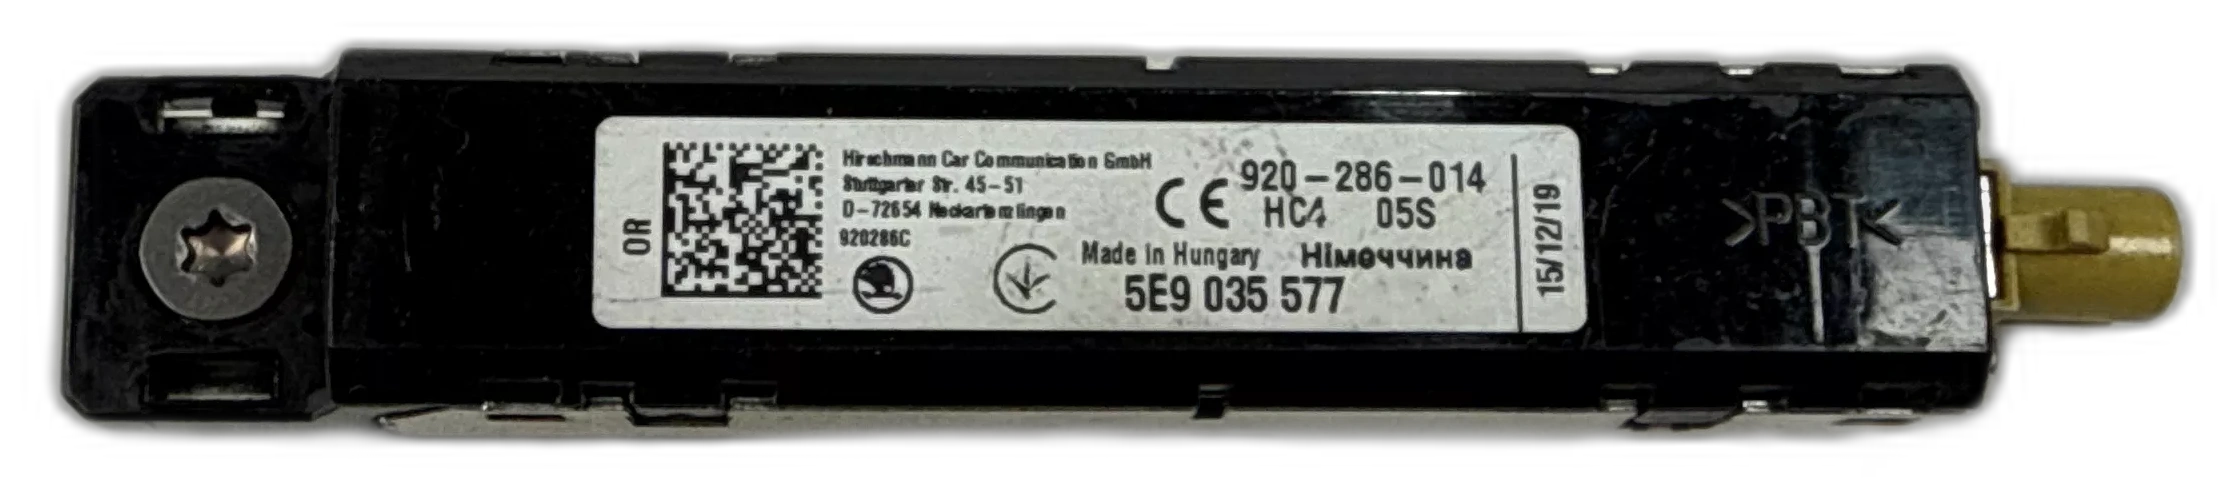 OR
Hirschmann Car Communication GmbH
Stuttgarter Str. 45-51
D-72654 Neckartenzlingen
920286C
920-286-014
CE HC4 05S
Made in Hungary Німеччина
5E9 035 577
15/12/19
>PBT<